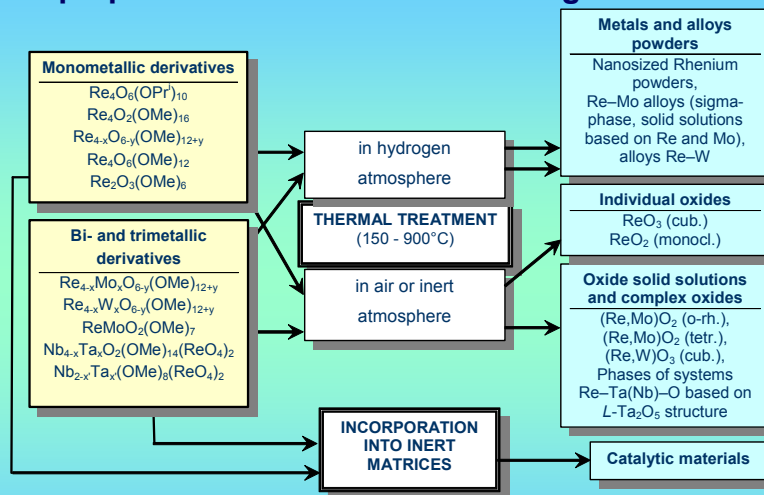 Monometallic derivatives
Re₄O₆(OPrⁱ)₁₀
Re₄O₂(OMe)₁₆
Re₄₋ₓO₆₋ᵧ(OMe)₁₂₊ᵧ
Re₄O₆(OMe)₁₂
Re₂O₃(OMe)₆
Bi- and trimetallic
derivatives
Re₄₋ₓMoₓO₆₋ᵧ(OMe)₁₂₊ᵧ
Re₄₋ₓWₓO₆₋ᵧ(OMe)₁₂₊ᵧ
ReMoO₂(OMe)₇
Nb₄₋ₓTaₓO₂(OMe)₁₄(ReO₄)₂
Nb₂₋ₓ'Taₓ'(OMe)₈(ReO₄)₂
in hydrogen
atmosphere
THERMAL TREATMENT
(150 - 900°C)
in air or inert
atmosphere
INCORPORATION
INTO INERT
MATRICES
Metals and alloys
powders
Nanosized Rhenium
powders,
Re–Mo alloys (sigma-
phase, solid solutions
based on Re and Mo),
alloys Re–W
Individual oxides
ReO₃ (cub.)
ReO₂ (monocl.)
Oxide solid solutions
and complex oxides
(Re,Mo)O₂ (o-rh.),
(Re,Mo)O₂ (tetr.),
(Re,W)O₃ (cub.),
Phases of systems
Re–Ta(Nb)–O based on
L-Ta₂O₅ structure
Catalytic materials